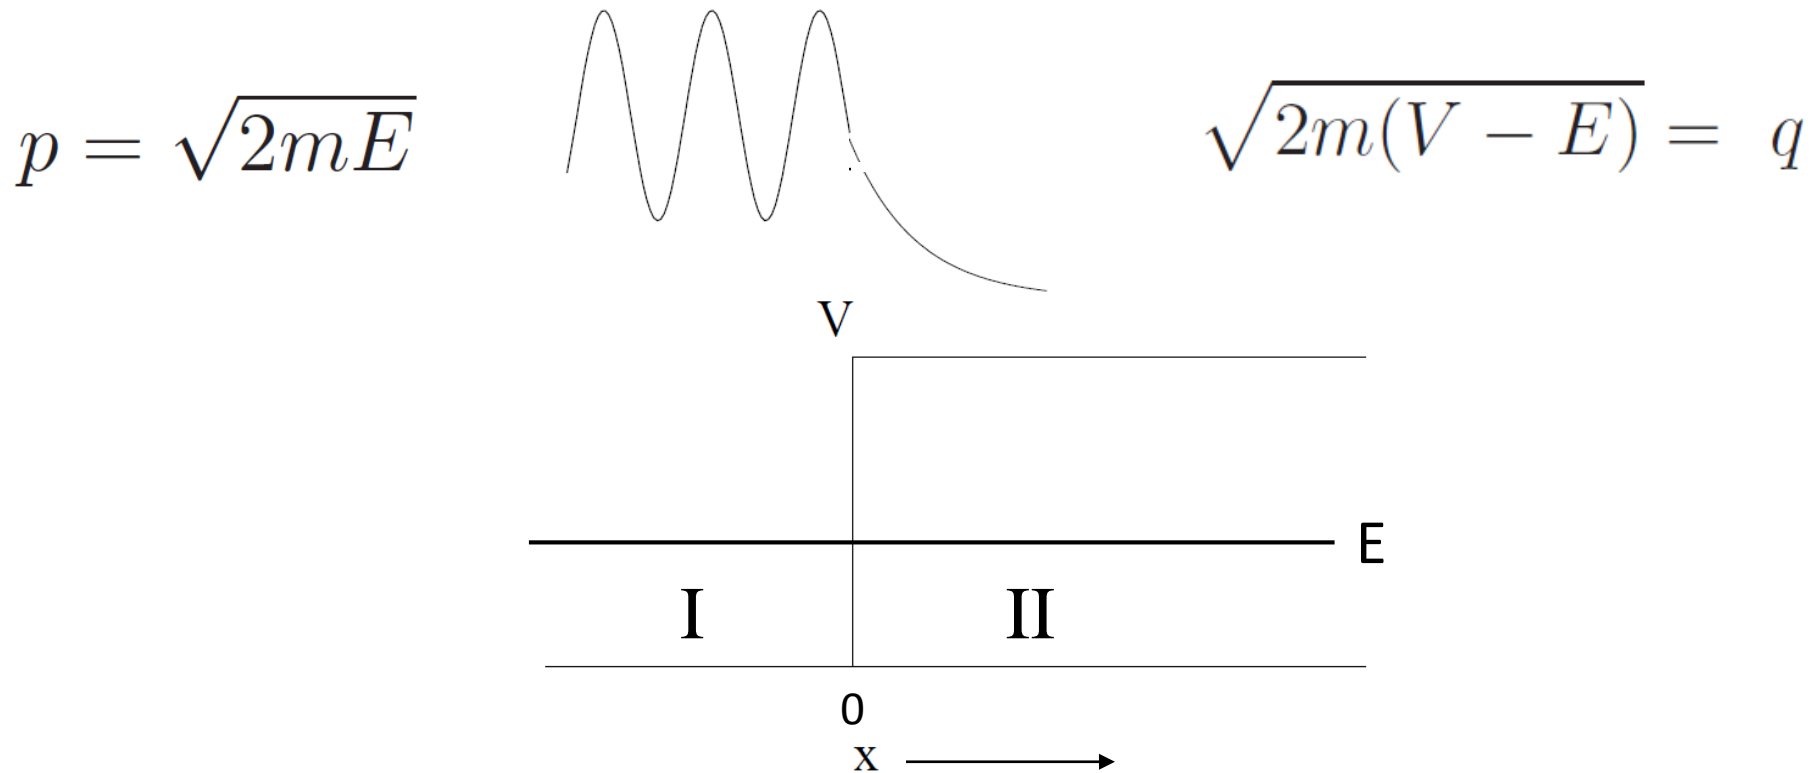 p = √2mE
√2m(V − E) = q
V
E
I II
0
x